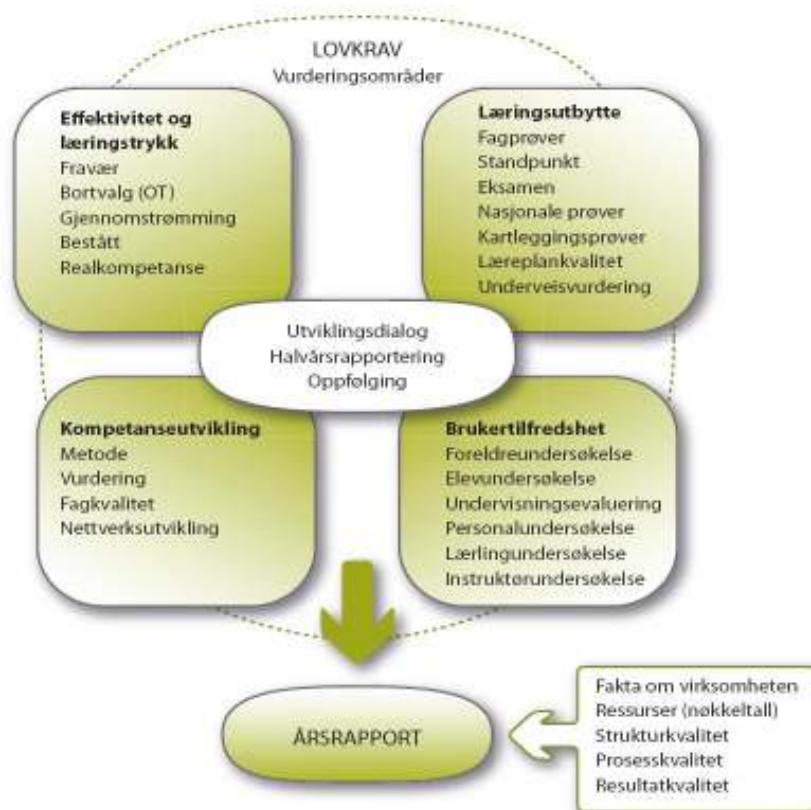 LOVKRAV
Vurderingsområder
Effektivitet og
læringstrykk
Fravær
Bortvalg (OT)
Gjennomstrømming
Bestått
Realkompetanse
Læringsutbytte
Fagprøver
Standpunkt
Eksamen
Nasjonale prøver
Kartleggingsprøver
Læreplankvalitet
Underveisvurdering
Utviklingsdialog
Halvårsrapportering
Oppfølging
Kompetanseutvikling
Metode
Vurdering
Fagkvalitet
Nettverksutvikling
Brukertilfredshet
Foreldreundersøkelse
Elevundersøkelse
Undervisningsevaluering
Personalundersøkelse
Lærlingundersøkelse
Instruktørundersøkelse
ÅRSRAPPORT
Fakta om virksomheten
Ressurser (nøkkeltall)
Strukturkvalitet
Prosesskvalitet
Resultatkvalitet